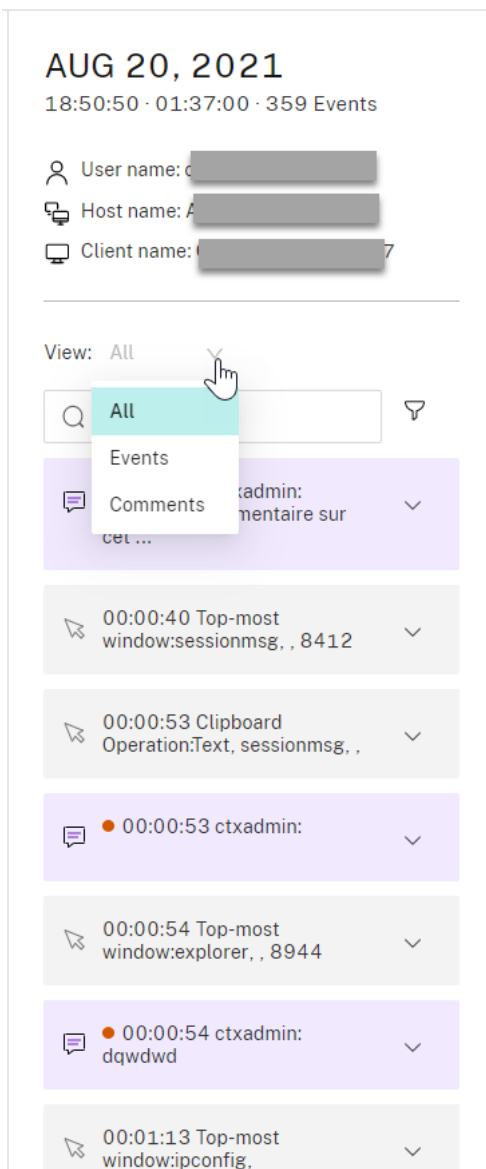 AUG 20, 2021
18:50:50 · 01:37:00 · 359 Events
User name:
Host name:
Client name: 7
View: All
All
Events
Comments
xadmin:
mentaire sur
cet ...
00:00:40 Top-most
window:sessionmsg, , 8412
00:00:53 Clipboard
Operation:Text, sessionmsg, ,
00:00:53 ctxadmin:
00:00:54 Top-most
window:explorer, , 8944
00:00:54 ctxadmin:
dqwdwd
00:01:13 Top-most
window:ipconfig,